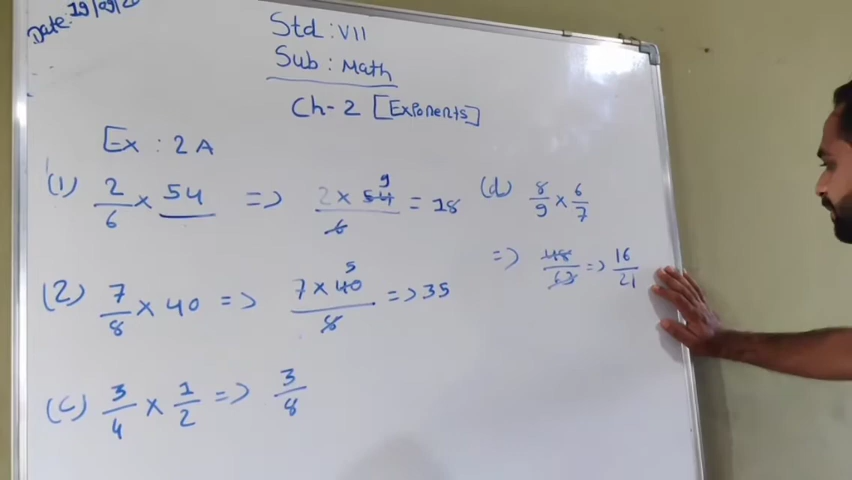 Date: 19/09/20
Std : VII
Sub : Math
Ch-2 [Exponents]
Ex : 2A
(1) 2/6 × 54 => 2 × 54/6 = 18
9
(2) 7/8 × 40 => 7 × 40/8 => 35
5
(c) 3/4 × 1/2 => 3/8
(d) 8/9 × 6/7
=> 48/63 => 16/21